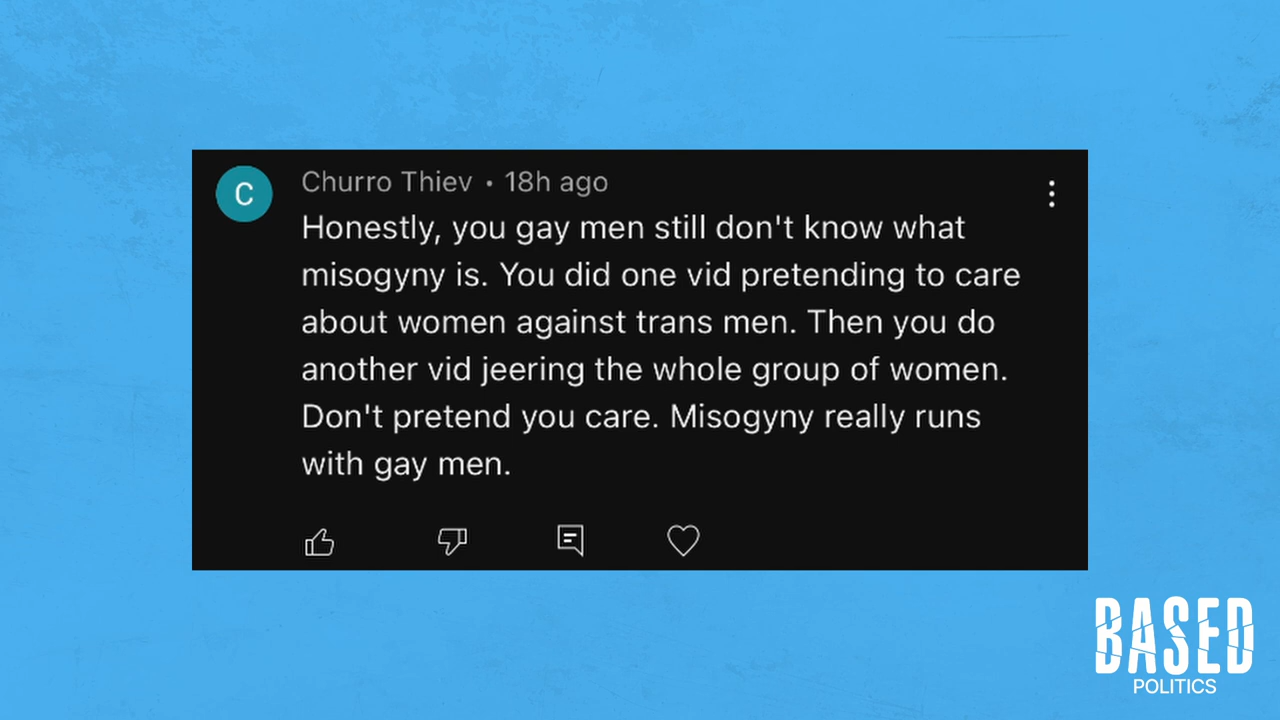 C
Churro Thiev • 18h ago
Honestly, you gay men still don't know what
misogyny is. You did one vid pretending to care
about women against trans men. Then you do
another vid jeering the whole group of women.
Don't pretend you care. Misogyny really runs
with gay men.
BASED
POLITICS